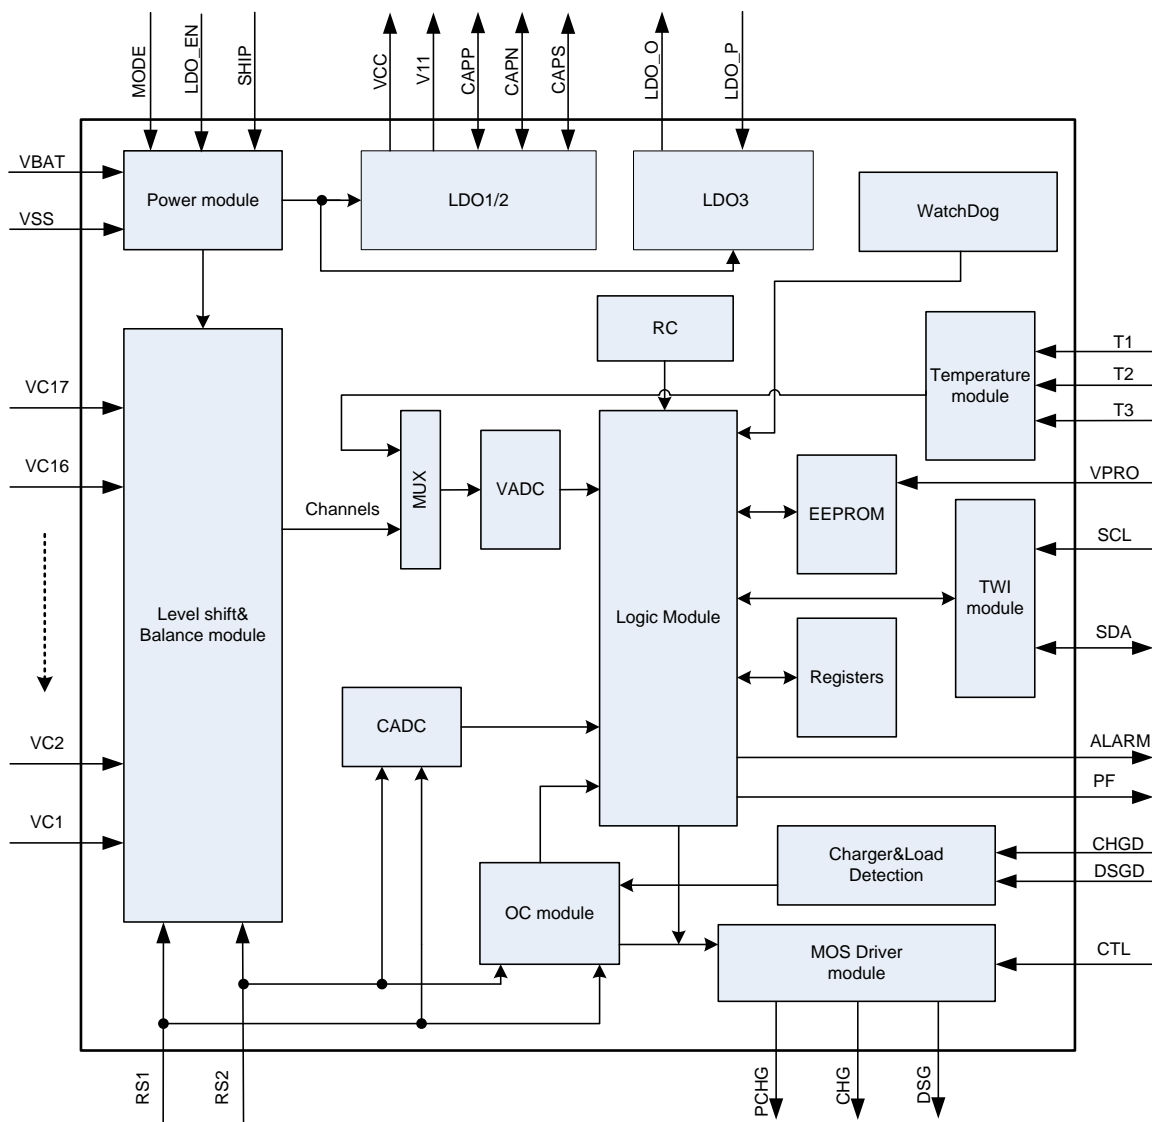 MODE
LDO_EN
SHIP
VCC
V11
CAPP
CAPN
CAPS
LDO_O
LDO_P
VBAT
VSS
Power module
LDO1/2
LDO3
WatchDog
RC
Temperature
module
T1
T2
T3
VC17
VC16
MUX
VADC
Channels
EEPROM
VPRO
SCL
TWI
module
SDA
Level shift&
Balance module
Logic Module
Registers
CADC
VC2
VC1
ALARM
PF
Charger&Load
Detection
CHGD
DSGD
OC module
MOS Driver
module
CTL
RS1
RS2
PCHG
CHG
DSG